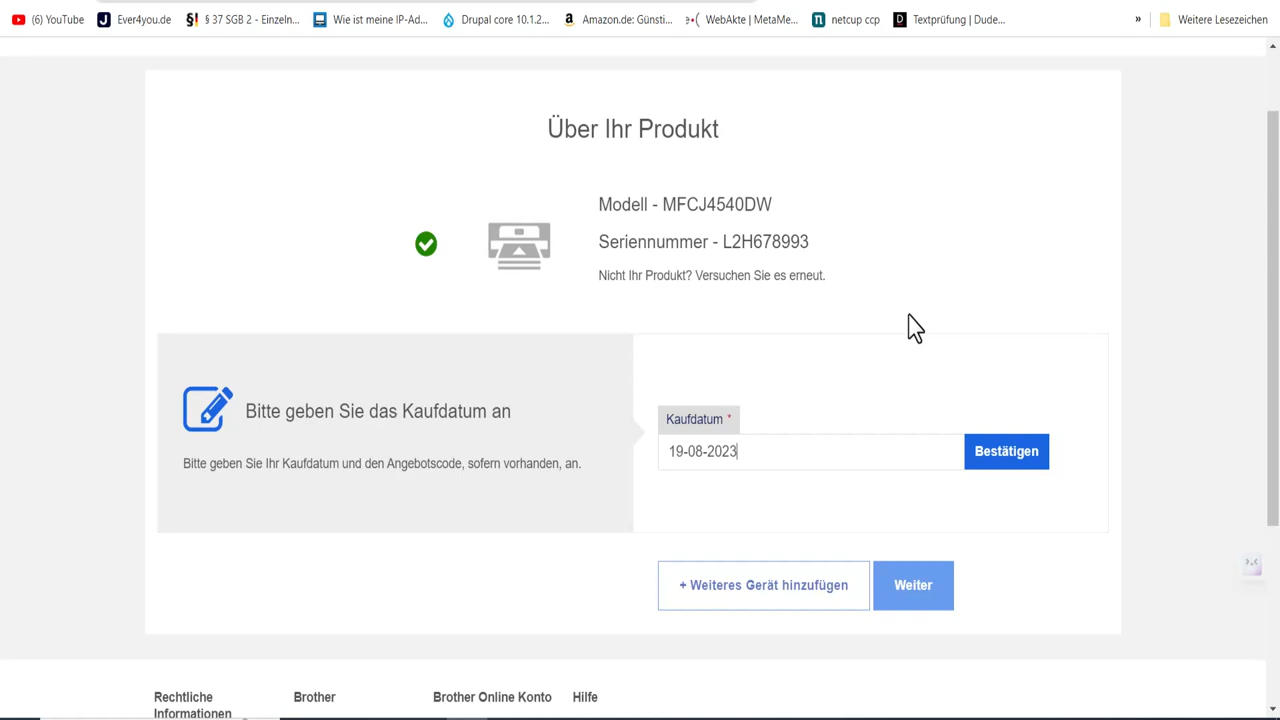 (6) YouTube
Ever4you.de
§ 37 SGB 2 - Einzeln...
Wie ist meine IP-Ad...
Drupal core 10.1.2...
Amazon.de: Günsti...
WebAkte | MetaMe...
netcup ccp
Textprüfung | Dude...
»
Weitere Lesezeichen
Über Ihr Produkt
Modell - MFCJ4540DW
Seriennummer - L2H678993
Nicht Ihr Produkt? Versuchen Sie es erneut.
Bitte geben Sie das Kaufdatum an
Bitte geben Sie Ihr Kaufdatum und den Angebotscode, sofern vorhanden, an.
Kaufdatum *
19-08-2023
Bestätigen
+ Weiteres Gerät hinzufügen
Weiter
Rechtliche
Informationen
Brother
Brother Online Konto
Hilfe